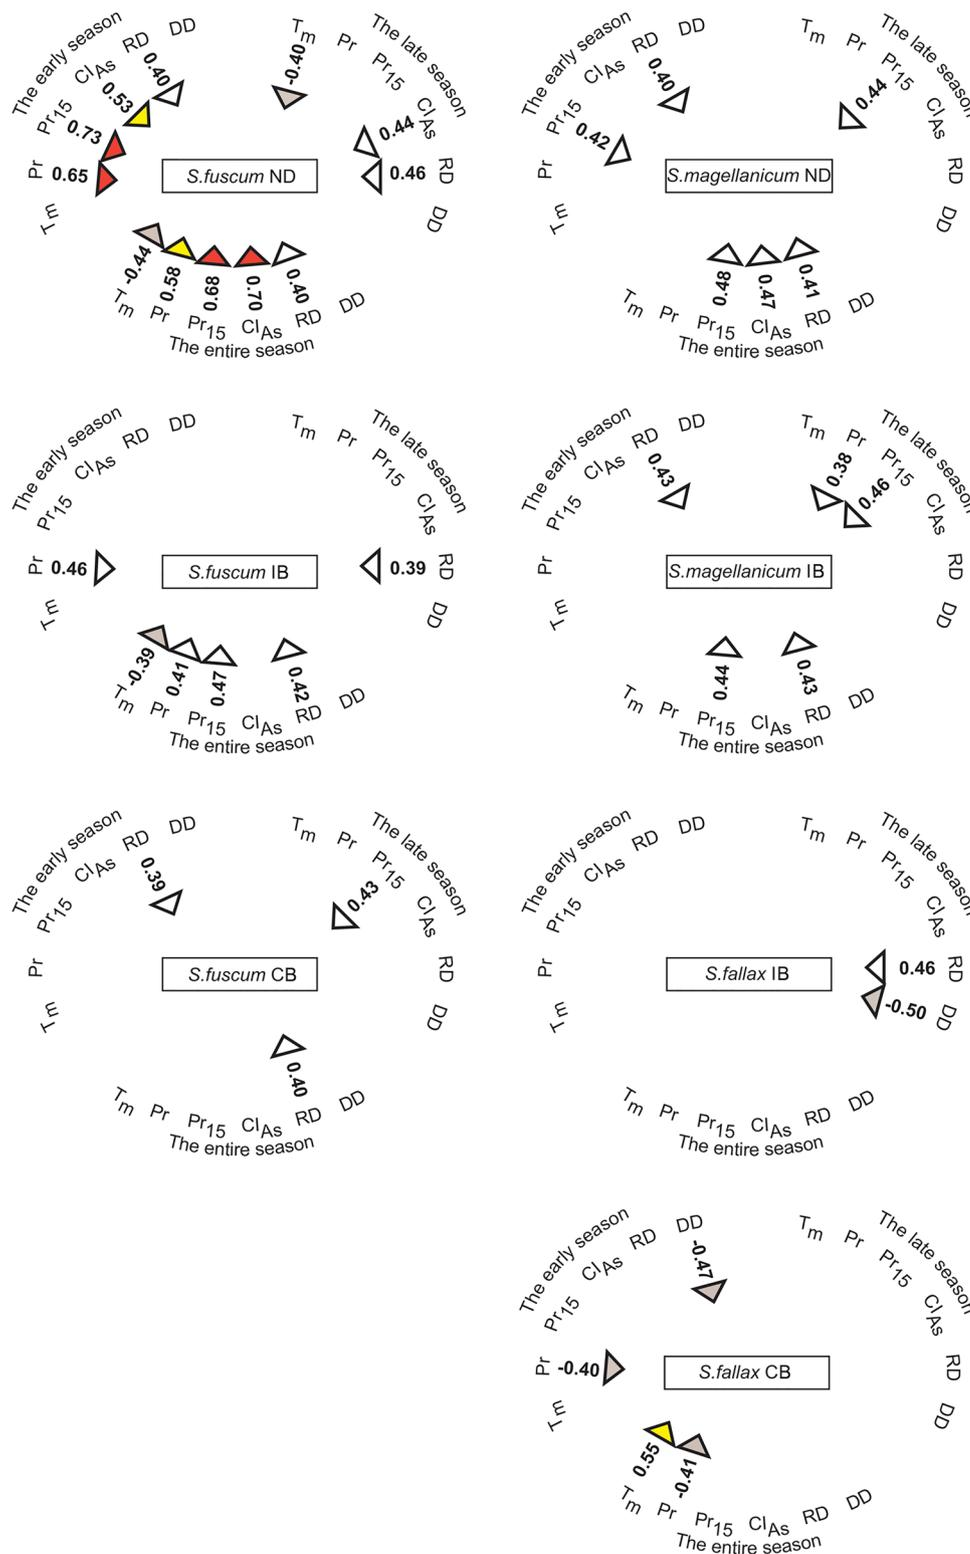 The early season
Tm
Pr 0.65
Pr15 0.73
ClAs 0.53
RD 0.40
DD
The late season
Tm -0.40
Pr
Pr15
ClAs 0.44
RD 0.46
DD
S.fuscum ND
-0.44 0.58 0.68 0.70 0.40
Tm Pr Pr15 ClAs RD DD
The entire season
The early season
Tm
Pr
Pr15 0.42
ClAs
RD 0.40
DD
The late season
Tm
Pr
Pr15 0.44
ClAs
RD
DD
S.magellanicum ND
0.48 0.47 0.41
Tm Pr Pr15 ClAs RD DD
The entire season
The early season
Tm
Pr 0.46
Pr15
ClAs
RD
DD
The late season
Tm
Pr
Pr15
ClAs
RD 0.39
DD
S.fuscum IB
-0.39 0.41 0.47 0.42
Tm Pr Pr15 ClAs RD DD
The entire season
The early season
Tm
Pr
Pr15
ClAs
RD 0.43
DD
The late season
Tm
Pr 0.38
Pr15 0.46
ClAs
RD
DD
S.magellanicum IB
0.44 0.43
Tm Pr Pr15 ClAs RD DD
The entire season
The early season
Tm
Pr
Pr15
ClAs
RD 0.39
DD
The late season
Tm
Pr
Pr15 0.43
ClAs
RD
DD
S.fuscum CB
0.40
Tm Pr Pr15 ClAs RD DD
The entire season
The early season
Tm
Pr
Pr15
ClAs
RD
DD
The late season
Tm
Pr
Pr15
ClAs
RD 0.46
DD -0.50
S.fallax IB
Tm Pr Pr15 ClAs RD DD
The entire season
The early season
Tm
Pr -0.40
Pr15
ClAs
RD
DD -0.47
The late season
Tm
Pr
Pr15
ClAs
RD
DD
S.fallax CB
0.55 -0.41
Tm Pr Pr15 ClAs RD DD
The entire season